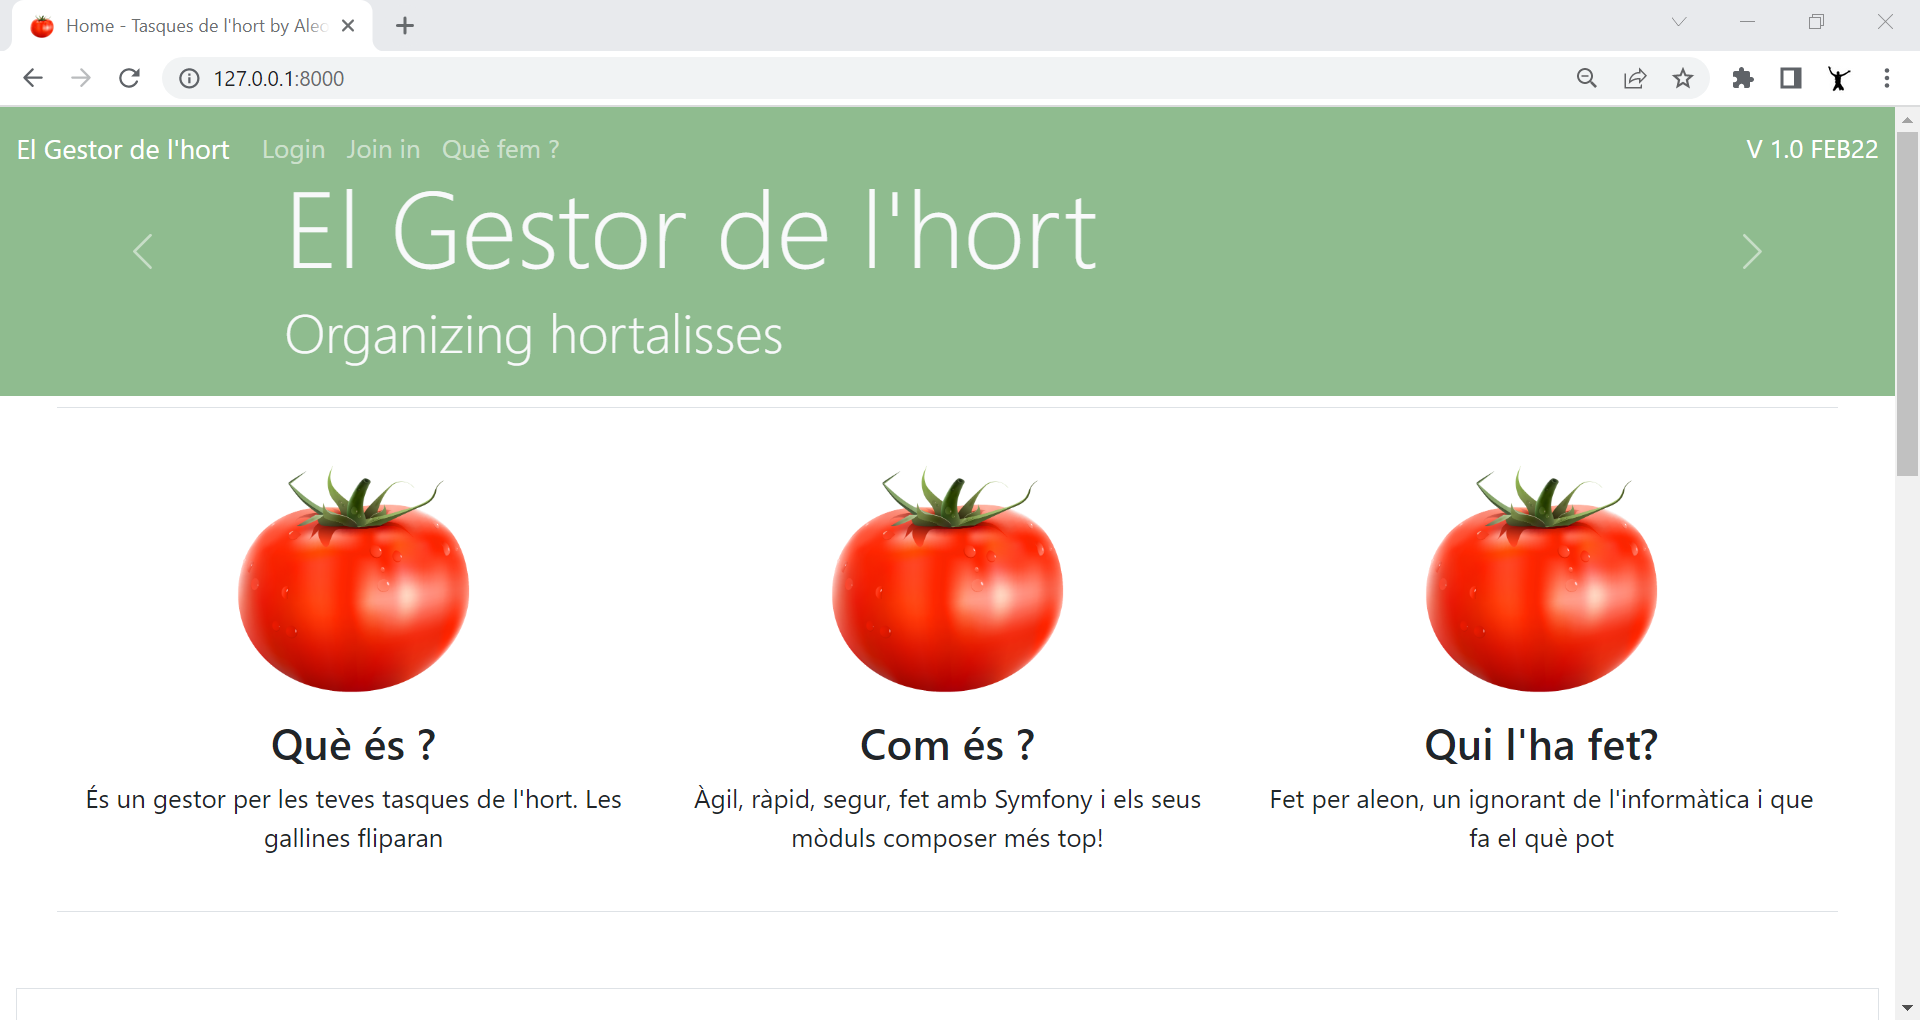 Home - Tasques de l'hort by Aleo
127.0.0.1:8000
El Gestor de l'hort Login Join in Què fem ? V 1.0 FEB22
El Gestor de l'hort
Organizing hortalisses
Què és ?
És un gestor per les teves tasques de l'hort. Les
gallines fliparan
Com és ?
Àgil, ràpid, segur, fet amb Symfony i els seus
mòduls composer més top!
Qui l'ha fet?
Fet per aleon, un ignorant de l'informàtica i que
fa el què pot